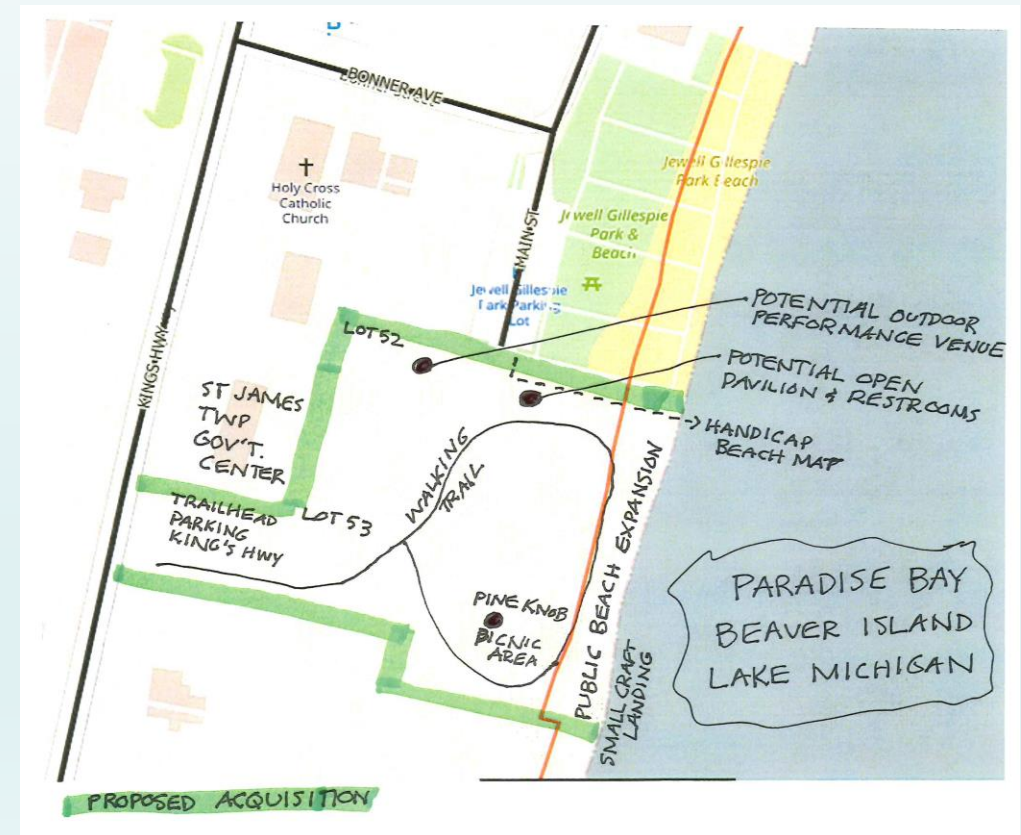 BONNER AVE
Holy Cross
Catholic
Church
Jewell Gillespie
Park Beach
Jewell Gillespie
Park &
Beach
MAIN ST
Jewell Gillespie
Park Parking
Lot
KINGS HWY
LOT 52
POTENTIAL OUTDOOR
PERFORMANCE VENUE
POTENTIAL OPEN
PAVILION & RESTROOMS
HANDICAP
BEACH MAT
ST JAMES
TWP
GOV'T.
CENTER
WALKING
TRAIL
LOT 53
TRAILHEAD
PARKING
KING'S HWY
PUBLIC BEACH EXPANSION
PINE KNOB
BICNIC
AREA
SMALL CRAFT
LANDING
PARADISE BAY
BEAVER ISLAND
LAKE MICHIGAN
PROPOSED ACQUISITION